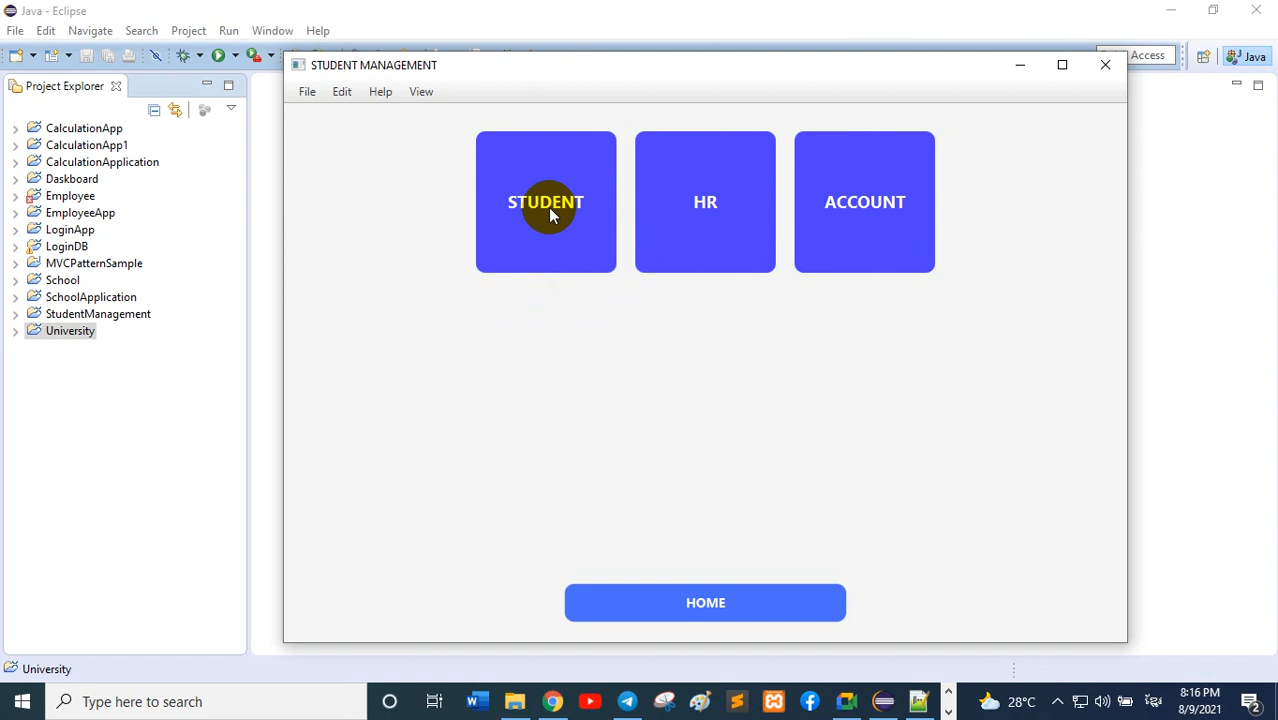 Java - Eclipse
File Edit Navigate Search Project Run Window Help
Access
Java
Project Explorer
CalculationApp
CalculationApp1
CalculationApplication
Daskboard
Employee
EmployeeApp
LoginApp
LoginDB
MVCPatternSample
School
SchoolApplication
StudentManagement
University
STUDENT MANAGEMENT
File Edit Help View
STUDENT HR ACCOUNT
HOME
University
Type here to search
28°C
8:16 PM
8/9/2021
2